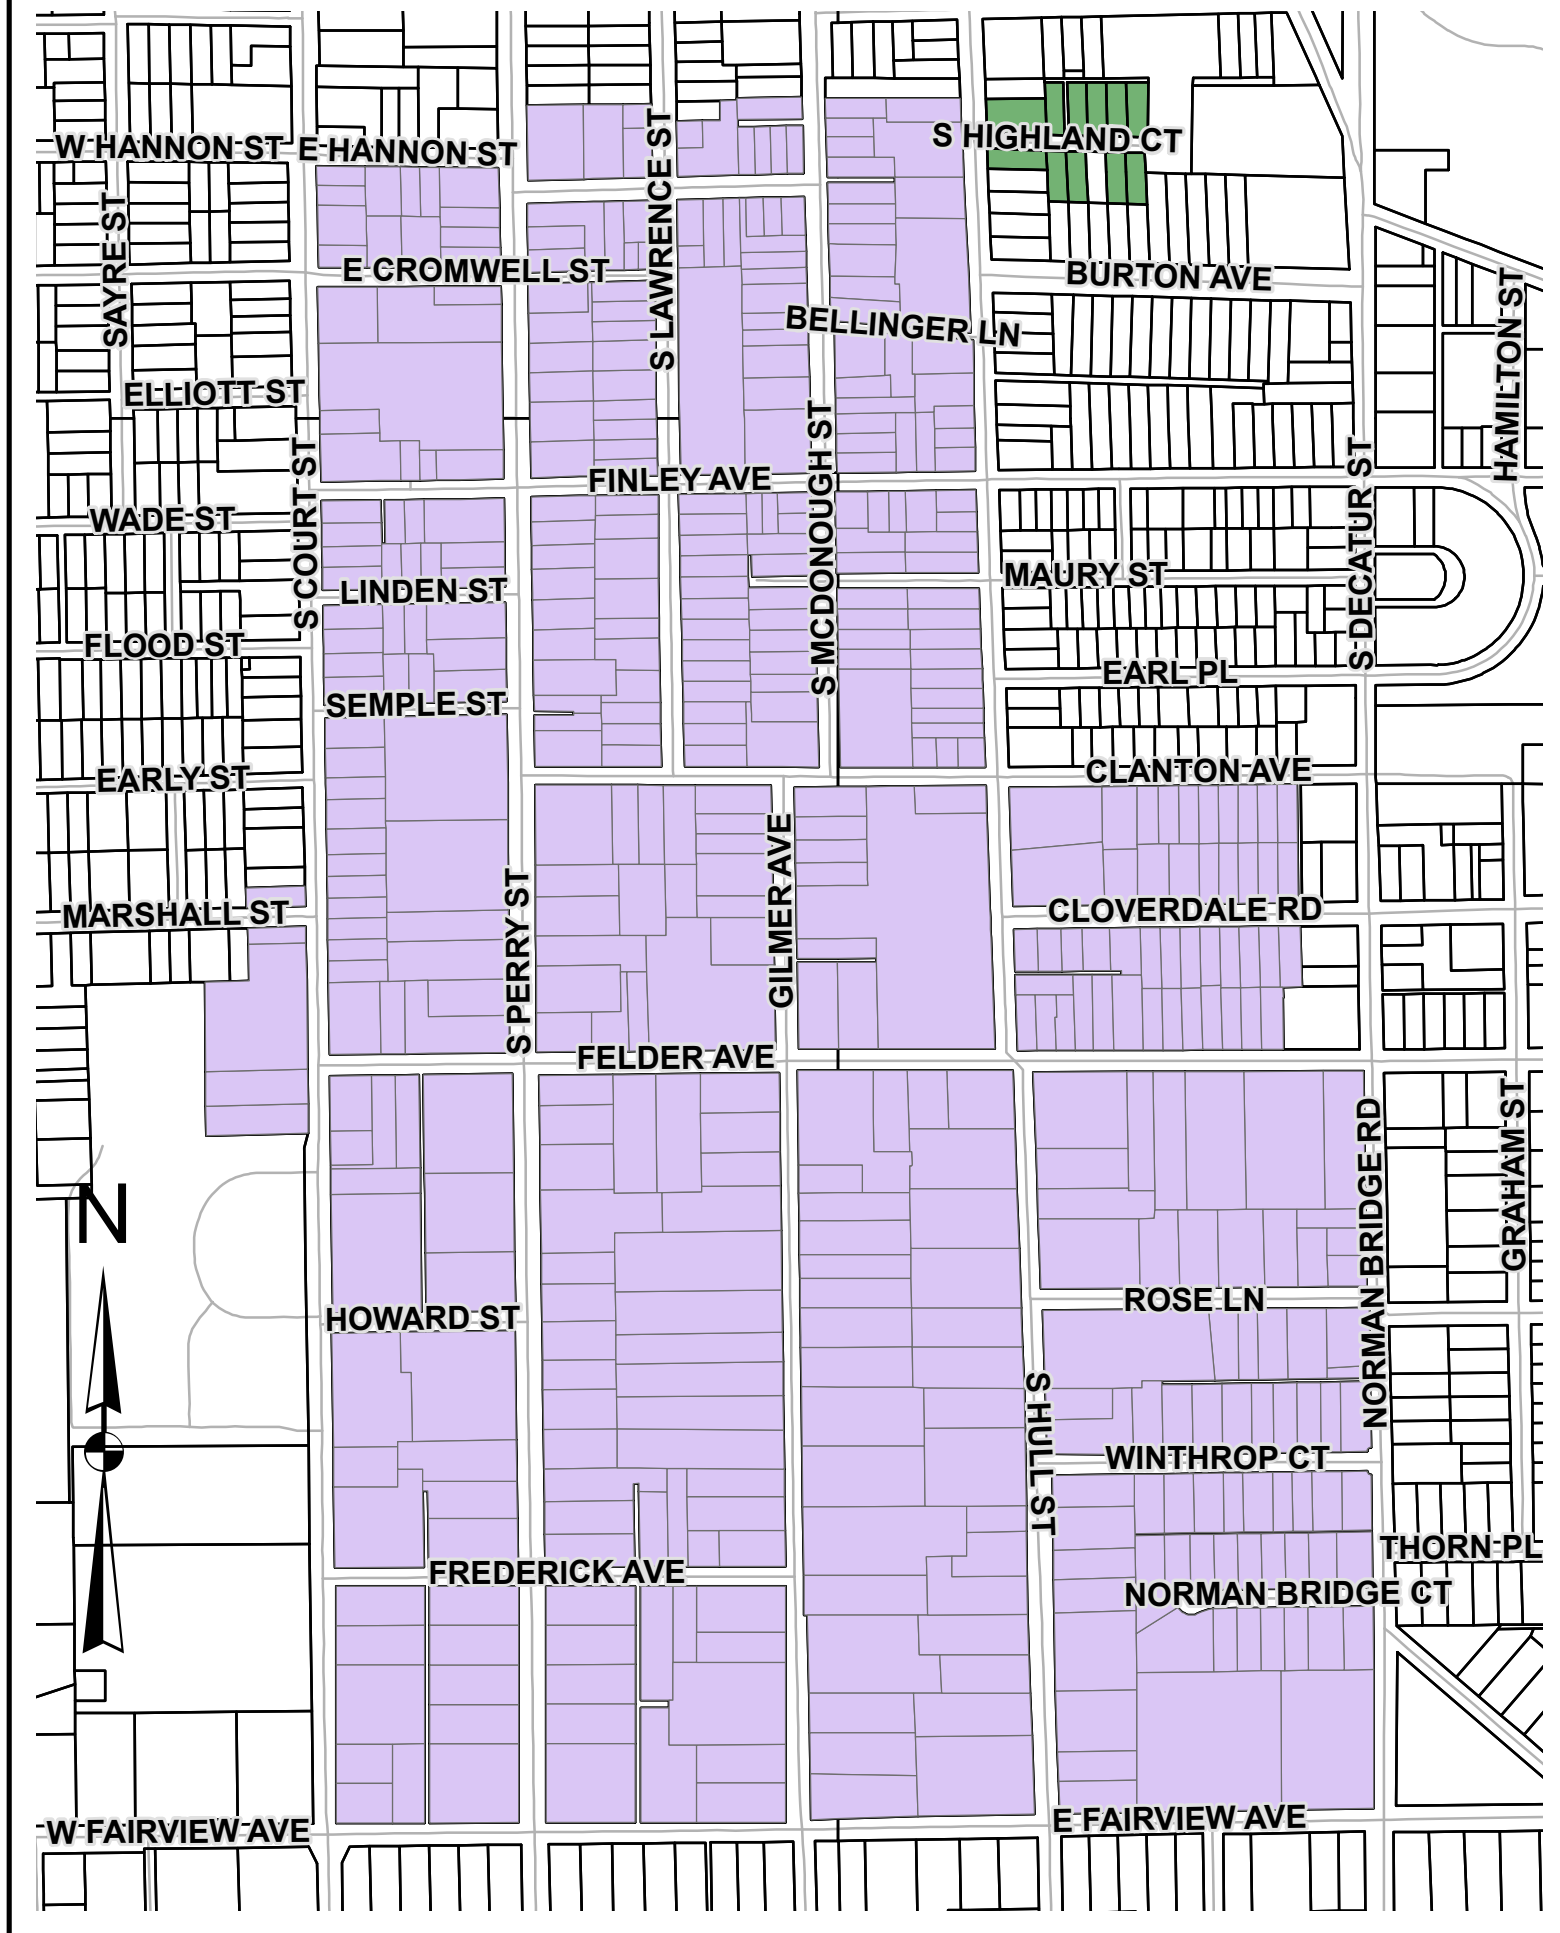 S HIGHLAND CT
W HANNON ST
E HANNON ST
S LAWRENCE ST
SAYRE ST
E CROMWELL ST
BURTON AVE
BELLINGER LN
HAMILTON ST
ELLIOTT ST
FINLEY AVE
S COURT ST
S MCDONOUGH ST
S DECATUR ST
WADE ST
MAURY ST
LINDEN ST
FLOOD ST
EARL PL
SEMPLE ST
CLANTON AVE
EARLY ST
GILMER AVE
S PERRY ST
MARSHALL ST
CLOVERDALE RD
FELDER AVE
NORMAN BRIDGE RD
GRAHAM ST
N
ROSE LN
HOWARD ST
S HULL ST
WINTHROP CT
THORN PL
FREDERICK AVE
NORMAN BRIDGE CT
W FAIRVIEW AVE
E FAIRVIEW AVE